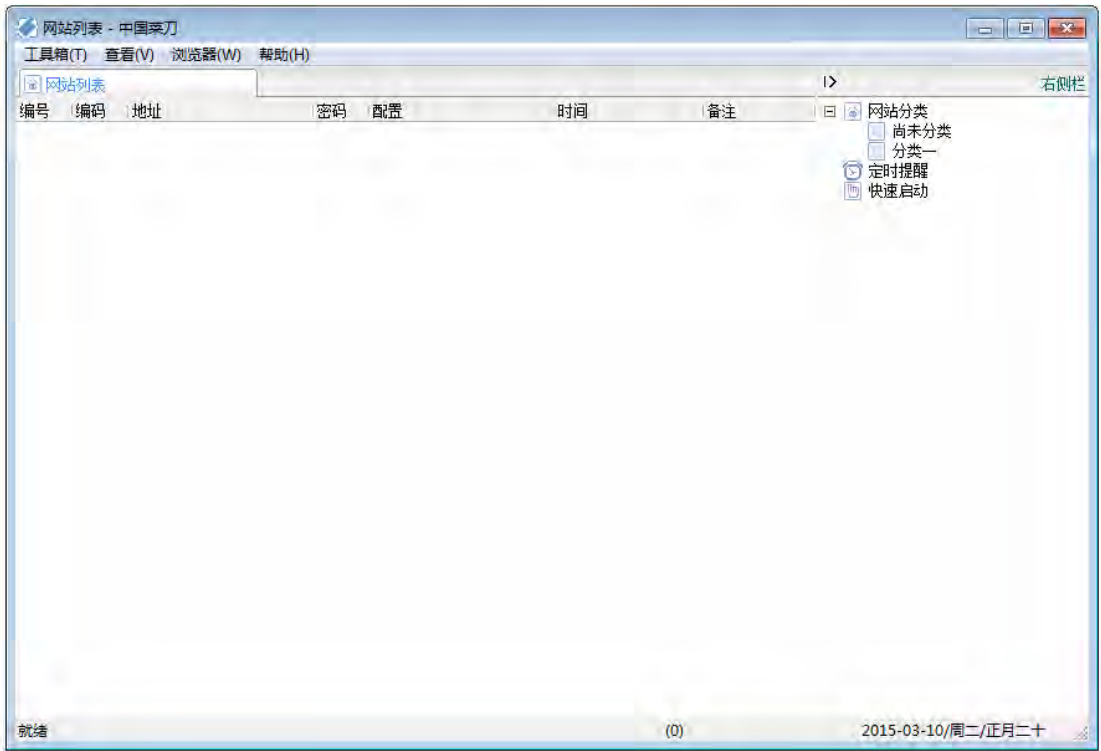 网站列表 - 中国菜刀
工具箱(T) 查看(V) 浏览器(W) 帮助(H)
网站列表 右侧栏
编号 编码 地址 密码 配置 时间 备注
网站分类
尚未分类
分类一
定时提醒
快速启动
就绪 (0) 2015-03-10/周二/正月二十